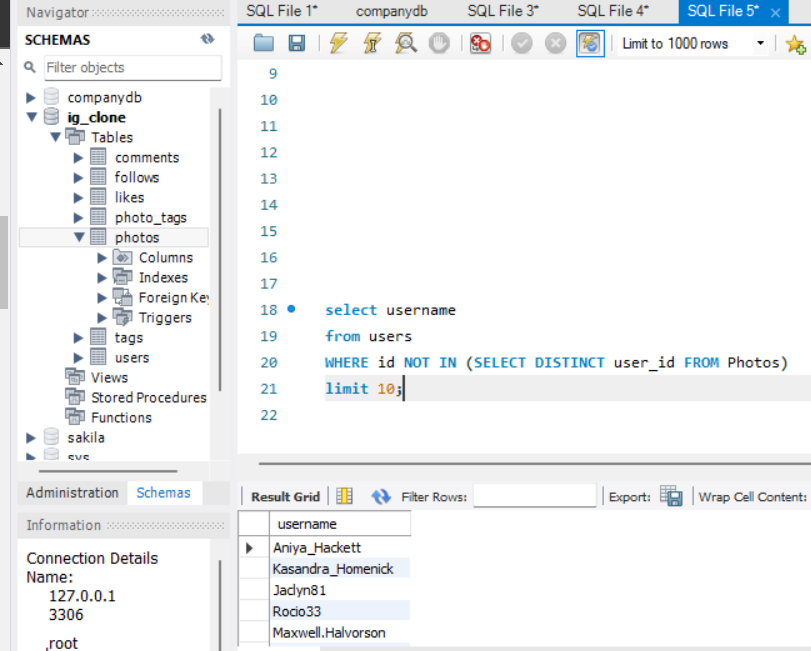 Navigator
SCHEMAS
Filter objects
companydb
ig_clone
Tables
comments
follows
likes
photo_tags
photos
Columns
Indexes
Foreign Key
Triggers
tags
users
Views
Stored Procedures
Functions
sakila
sys
Administration Schemas
Information
Connection Details
Name:
127.0.0.1
3306
root
SQL File 1* companydb SQL File 3* SQL File 4* SQL File 5*
Limit to 1000 rows
9
10
11
12
13
14
15
16
17
18 select username
19 from users
20 WHERE id NOT IN (SELECT DISTINCT user_id FROM Photos)
21 limit 10;
22
Result Grid Filter Rows: Export: Wrap Cell Content:
username
Aniya_Hackett
Kasandra_Homenick
Jaclyn81
Rocio33
Maxwell.Halvorson